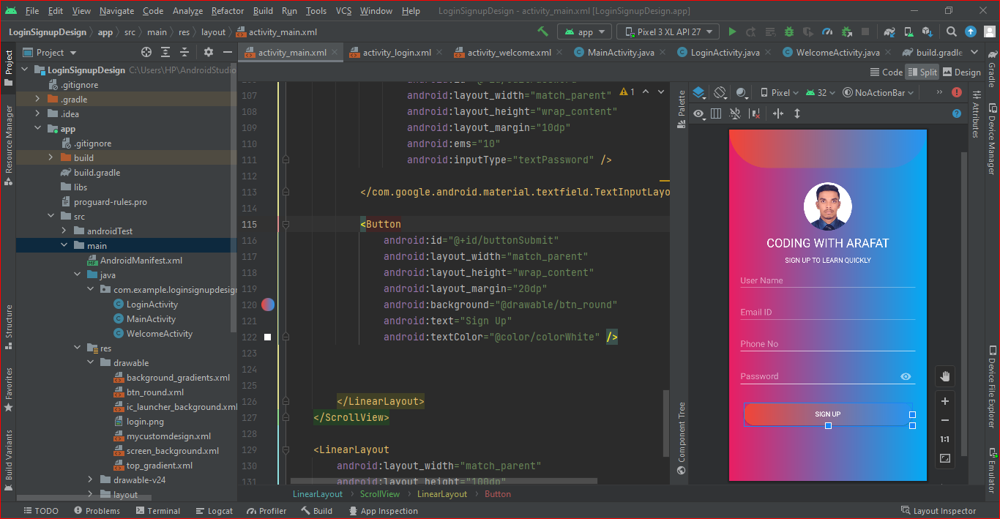 File Edit View Navigate Code Analyze Refactor Build Run Tools VCS Window Help LoginSignupDesign - activity_main.xml [LoginSignupDesign.app]
LoginSignupDesign app src main res layout activity_main.xml app Pixel 3 XL API 27
Project activity_main.xml activity_login.xml activity_welcome.xml MainActivity.java LoginActivity.java WelcomeActivity.java build.gradle
Code Split Design
Project
Resource Manager
Structure
Favorites
Build Variants
LoginSignupDesign C:\Users\HP\AndroidStudio
.gitignore
.gradle
.idea
app
.gitignore
build
build.gradle
libs
proguard-rules.pro
src
androidTest
main
AndroidManifest.xml
java
com.example.loginsignupdesign
LoginActivity
MainActivity
WelcomeActivity
res
drawable
background_gradients.xml
btn_round.xml
ic_launcher_background.xml
login.png
mycustomdesign.xml
screen_background.xml
top_gradient.xml
drawable-v24
layout
1
107 android:layout_width="match_parent"
108 android:layout_height="wrap_content"
109 android:layout_margin="10dp"
110 android:ems="10"
111 android:inputType="textPassword" />
112
113 </com.google.android.material.textfield.TextInputLayo
114
115 <Button
116 android:id="@+id/buttonSubmit"
117 android:layout_width="match_parent"
118 android:layout_height="wrap_content"
119 android:layout_margin="20dp"
120 android:background="@drawable/btn_round"
121 android:text="Sign Up"
122 android:textColor="@color/colorWhite" />
123
124
125
126 </LinearLayout>
127 </ScrollView>
128
129 <LinearLayout
130 android:layout_width="match_parent"
131 android:layout_height="100dp"
LinearLayout ScrollView LinearLayout Button
Palette
Component Tree
Pixel 32 NoActionBar
CODING WITH ARAFAT
SIGN UP TO LEARN QUICKLY
User Name
Email ID
Phone No
Password
SIGN UP
1:1
Attributes
Gradle
Device Manager
Device File Explorer
Emulator
TODO Problems Terminal Logcat Profiler Build App Inspection Layout Inspector